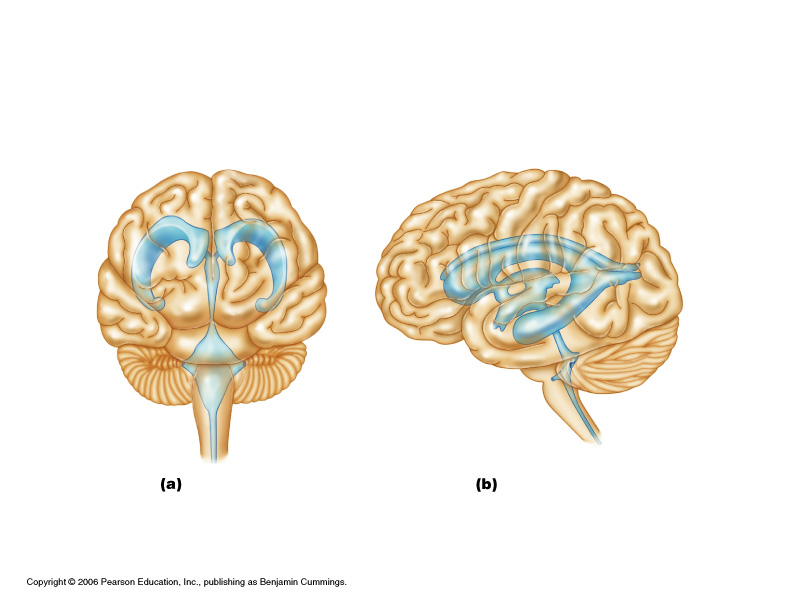 (a)
(b)
Copyright © 2006 Pearson Education, Inc., publishing as Benjamin Cummings.